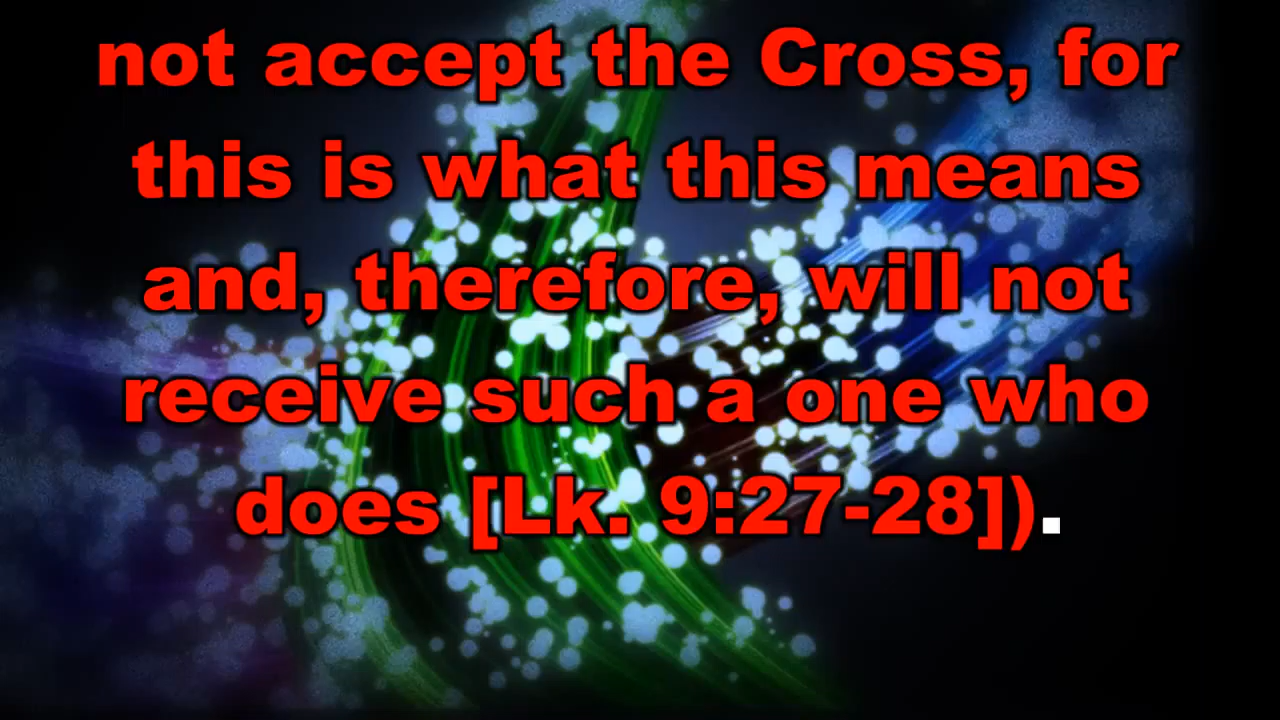 not accept the Cross, for
this is what this means
and, therefore, will not
receive such a one who
does [Lk. 9:27-28]).